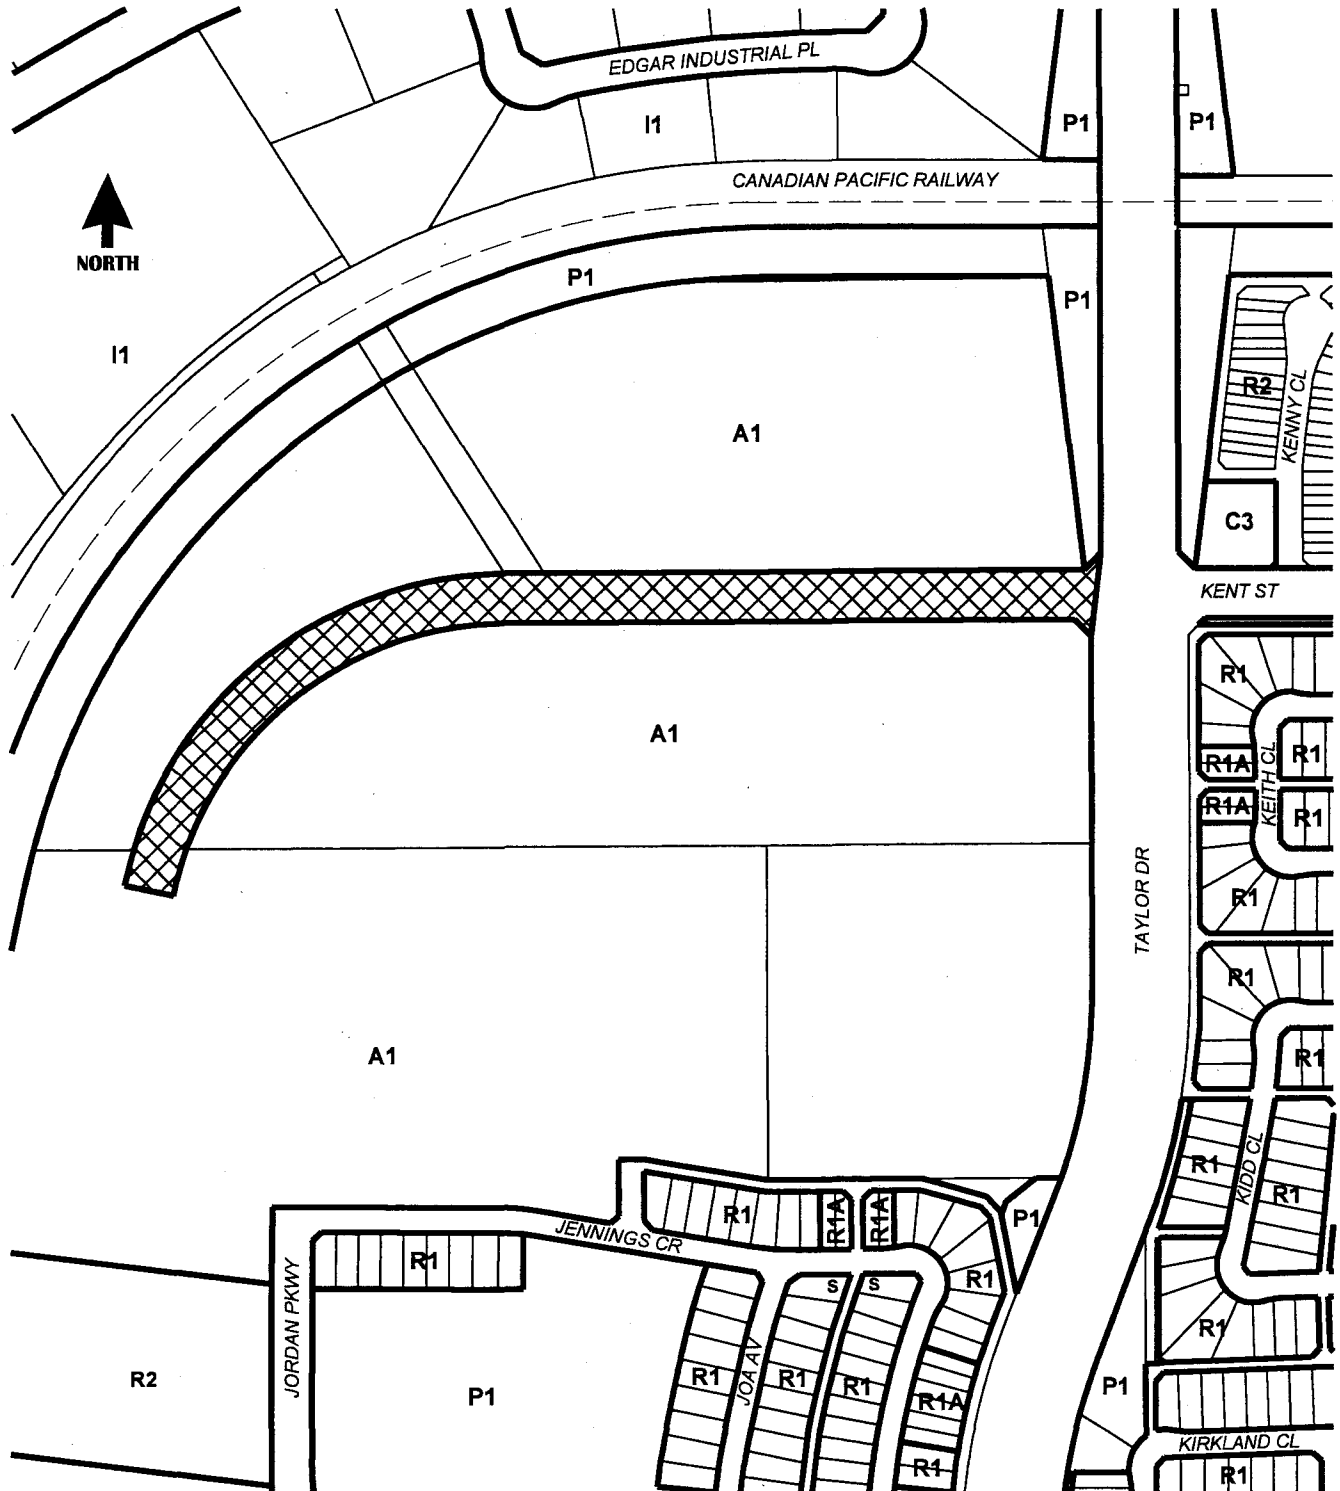 EDGAR INDUSTRIAL PL
I1
P1
P1
CANADIAN PACIFIC RAILWAY
NORTH
P1
P1
I1
R2
KENNY CL
A1
C3
KENT ST
R1
A1
R1
R1A
KEITH CL
R1A
R1
TAYLOR DR
R1
R1
A1
R1
R1
KIDD CL
R1
R1
R1A
R1A
P1
JENNINGS CR
R1
R1
S
S
JORDAN PKWY
R1
R2
P1
R1
JOA AV
R1
R1
R1A
P1
KIRKLAND CL
R1
R1